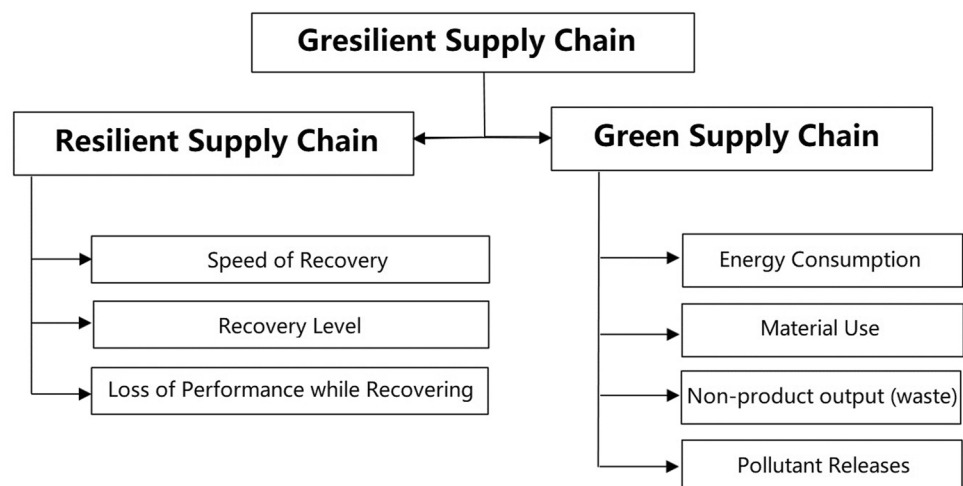 Gresilient Supply Chain
Resilient Supply Chain
Green Supply Chain
Speed of Recovery
Recovery Level
Loss of Performance while Recovering
Energy Consumption
Material Use
Non-product output (waste)
Pollutant Releases